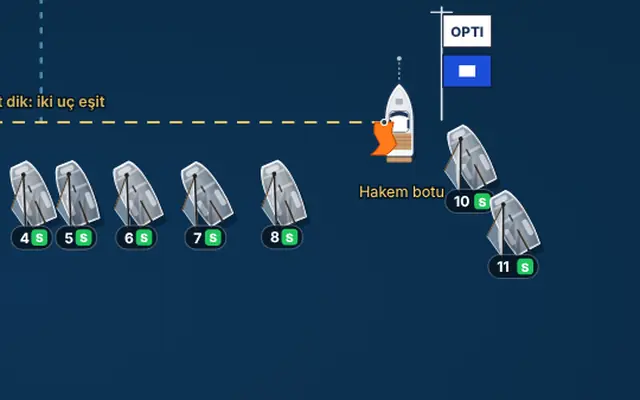 OPTI
t dik: iki uç eşit
Hakem botu
10 S
4 S
5 S
6 S
7 S
8 S
11 S